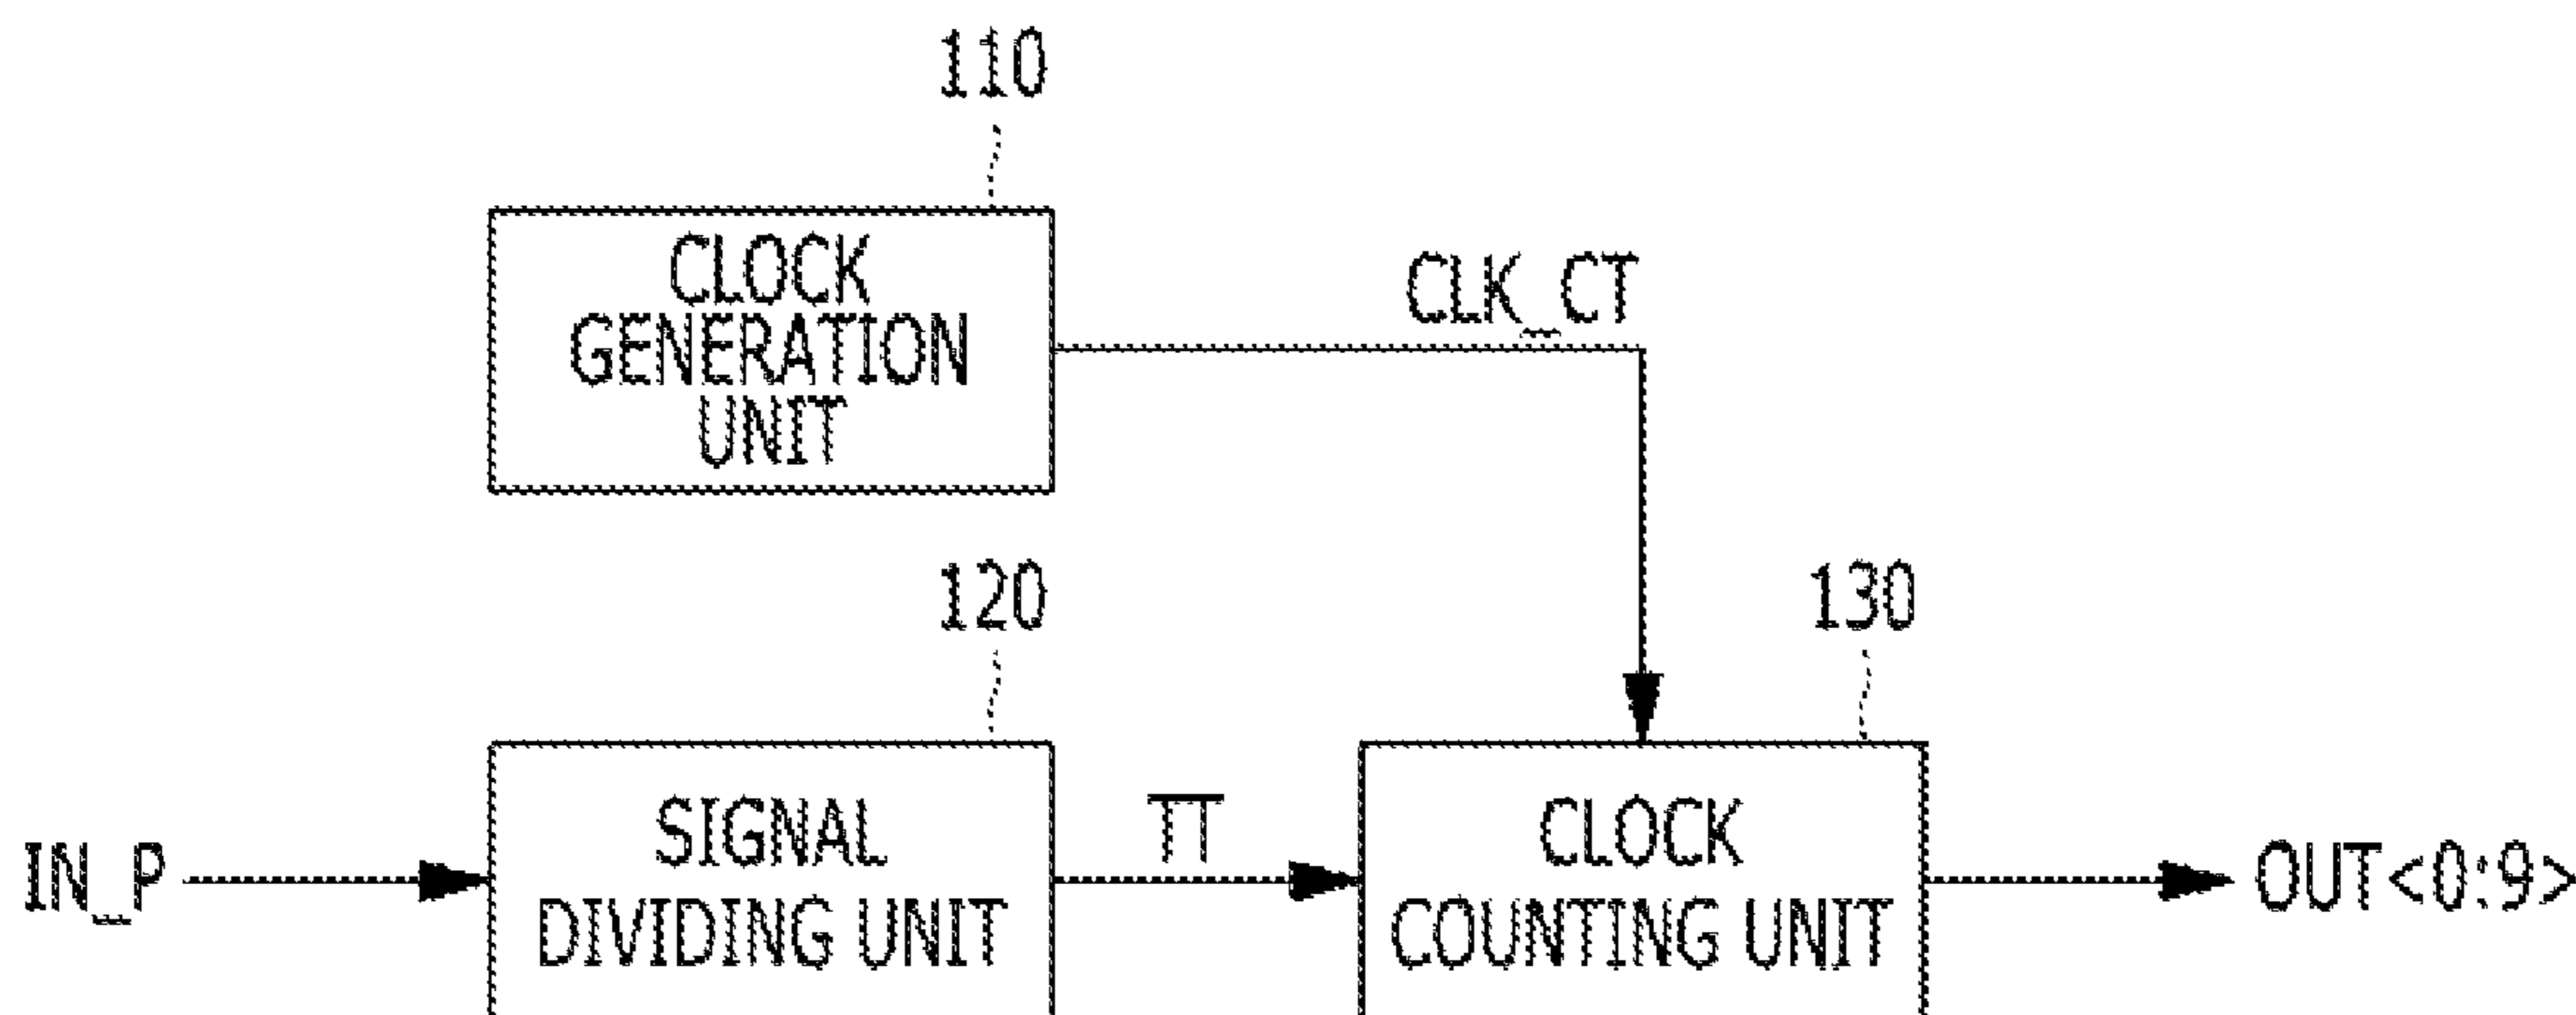 110
CLOCK
GENERATION
UNIT
CLK_CT
120
130
IN_P
SIGNAL
DIVIDING UNIT
TT
CLOCK
COUNTING UNIT
OUT<0:9>